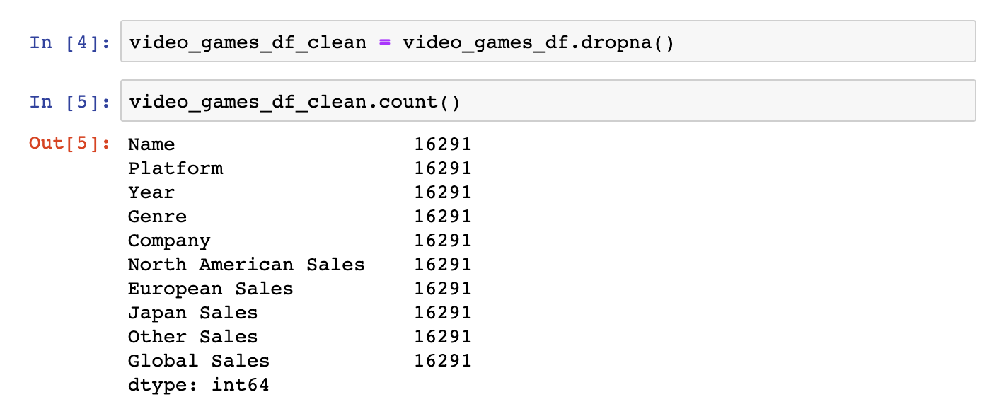 In [4]: video_games_df_clean = video_games_df.dropna()
In [5]: video_games_df_clean.count()
Out[5]: Name 16291
Platform 16291
Year 16291
Genre 16291
Company 16291
North American Sales 16291
European Sales 16291
Japan Sales 16291
Other Sales 16291
Global Sales 16291
dtype: int64